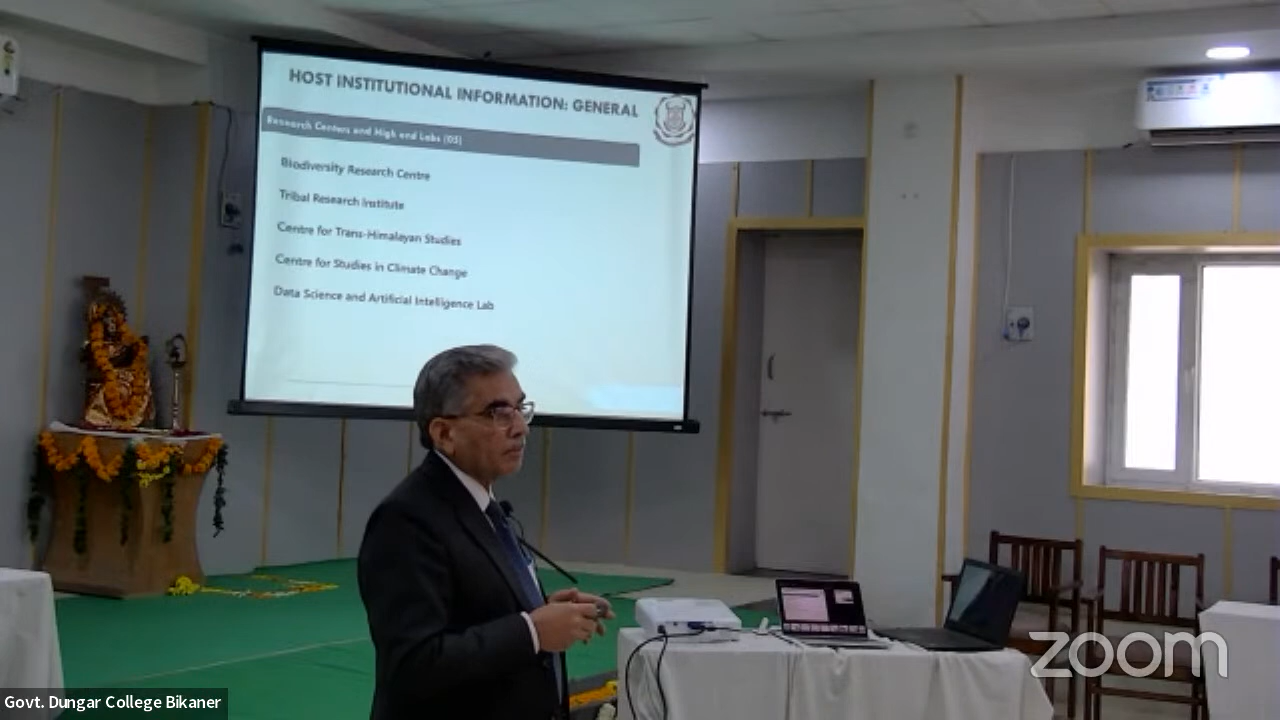 HOST INSTITUTIONAL INFORMATION: GENERAL
Research Centers and High end Labs (05)
Biodiversity Research Centre
Tribal Research Institute
Centre for Trans-Himalayan Studies
Centre for Studies in Climate Change
Data Science and Artificial Intelligence Lab
zoom
Govt. Dungar College Bikaner